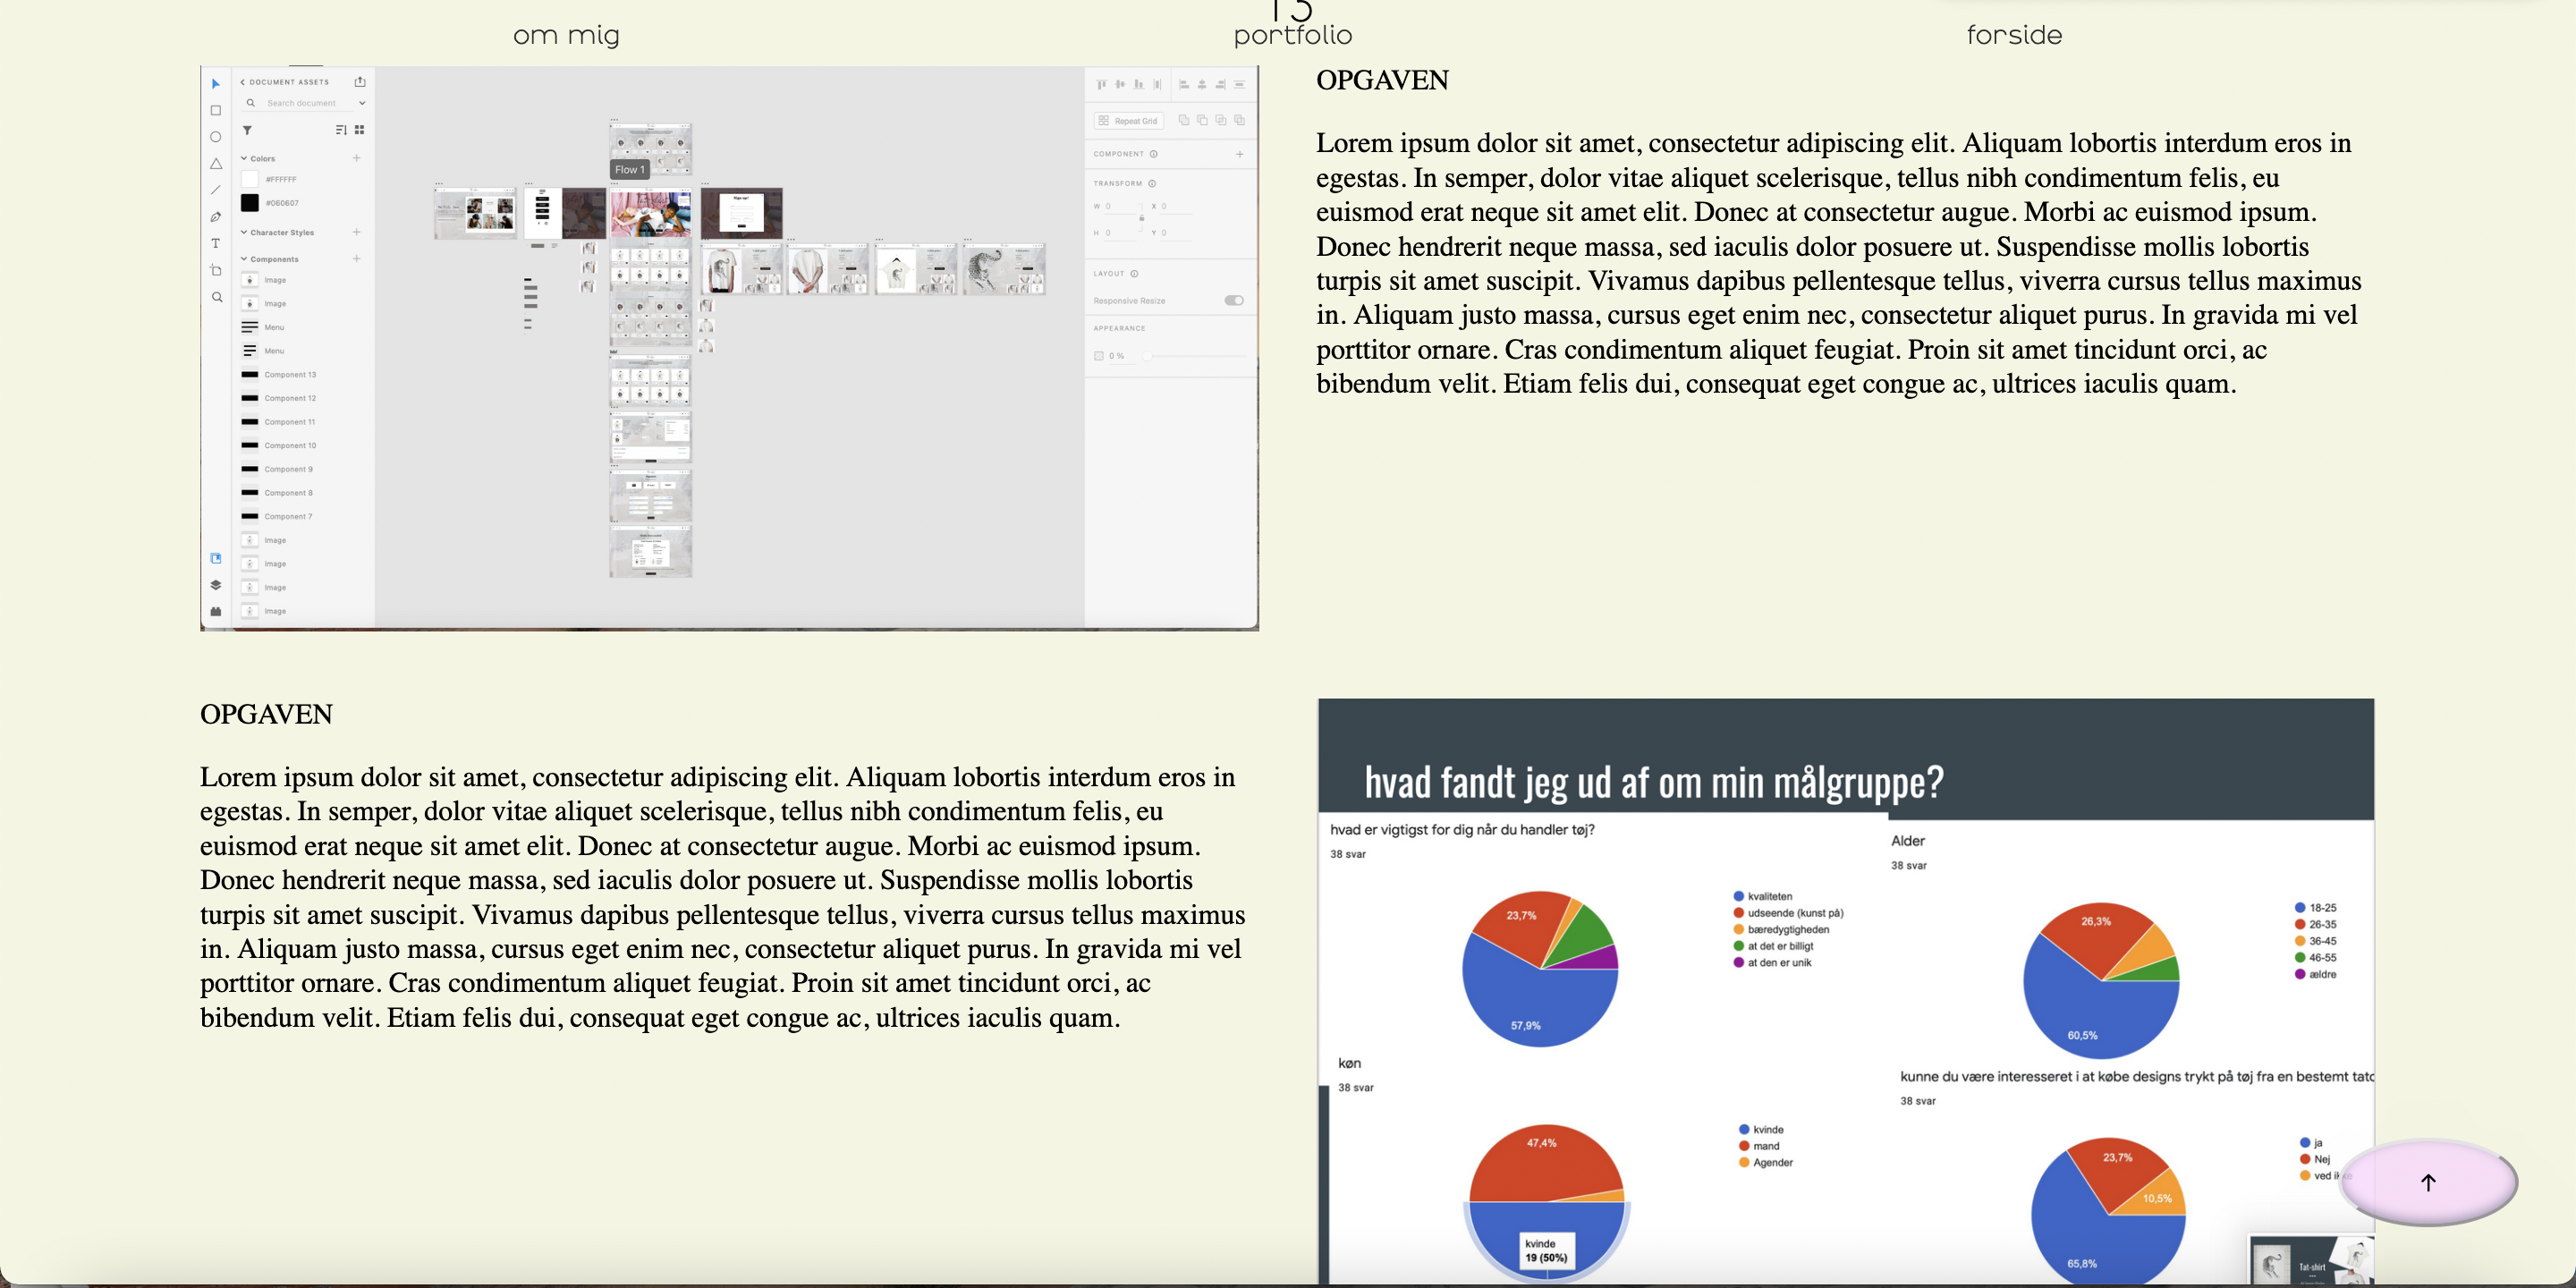 om mig
portfolio
forside
DOCUMENT ASSETS
Search document
Colors
#FFFFFF
#060607
Character Styles
Components
Image
Image
Menu
Menu
Component 13
Component 12
Component 11
Component 10
Component 9
Component 8
Component 7
Image
Image
Image
Image
Flow 1
Repeat Grid
COMPONENT
TRANSFORM
W 0
X 0
H 0
Y 0
LAYOUT
Responsive Resize
APPEARANCE
0 %
OPGAVEN
Lorem ipsum dolor sit amet, consectetur adipiscing elit. Aliquam lobortis interdum eros in
egestas. In semper, dolor vitae aliquet scelerisque, tellus nibh condimentum felis, eu
euismod erat neque sit amet elit. Donec at consectetur augue. Morbi ac euismod ipsum.
Donec hendrerit neque massa, sed iaculis dolor posuere ut. Suspendisse mollis lobortis
turpis sit amet suscipit. Vivamus dapibus pellentesque tellus, viverra cursus tellus maximus
in. Aliquam justo massa, cursus eget enim nec, consectetur aliquet purus. In gravida mi vel
porttitor ornare. Cras condimentum aliquet feugiat. Proin sit amet tincidunt orci, ac
bibendum velit. Etiam felis dui, consequat eget congue ac, ultrices iaculis quam.
OPGAVEN
Lorem ipsum dolor sit amet, consectetur adipiscing elit. Aliquam lobortis interdum eros in
egestas. In semper, dolor vitae aliquet scelerisque, tellus nibh condimentum felis, eu
euismod erat neque sit amet elit. Donec at consectetur augue. Morbi ac euismod ipsum.
Donec hendrerit neque massa, sed iaculis dolor posuere ut. Suspendisse mollis lobortis
turpis sit amet suscipit. Vivamus dapibus pellentesque tellus, viverra cursus tellus maximus
in. Aliquam justo massa, cursus eget enim nec, consectetur aliquet purus. In gravida mi vel
porttitor ornare. Cras condimentum aliquet feugiat. Proin sit amet tincidunt orci, ac
bibendum velit. Etiam felis dui, consequat eget congue ac, ultrices iaculis quam.
hvad fandt jeg ud af om min målgruppe?
hvad er vigtigst for dig når du handler tøj?
38 svar
23,7%
57,9%
kvaliteten
udseende (kunst på)
bæredygtigheden
at det er billigt
at den er unik
Alder
38 svar
26,3%
60,5%
18-25
26-35
36-45
46-55
ældre
køn
38 svar
47,4%
kvinde
19 (50%)
kvinde
mand
Agender
kunne du være interesseret i at købe designs trykt på tøj fra en bestemt tato
38 svar
23,7%
10,5%
65,8%
ja
Nej
ved ikke
Tat-shirt